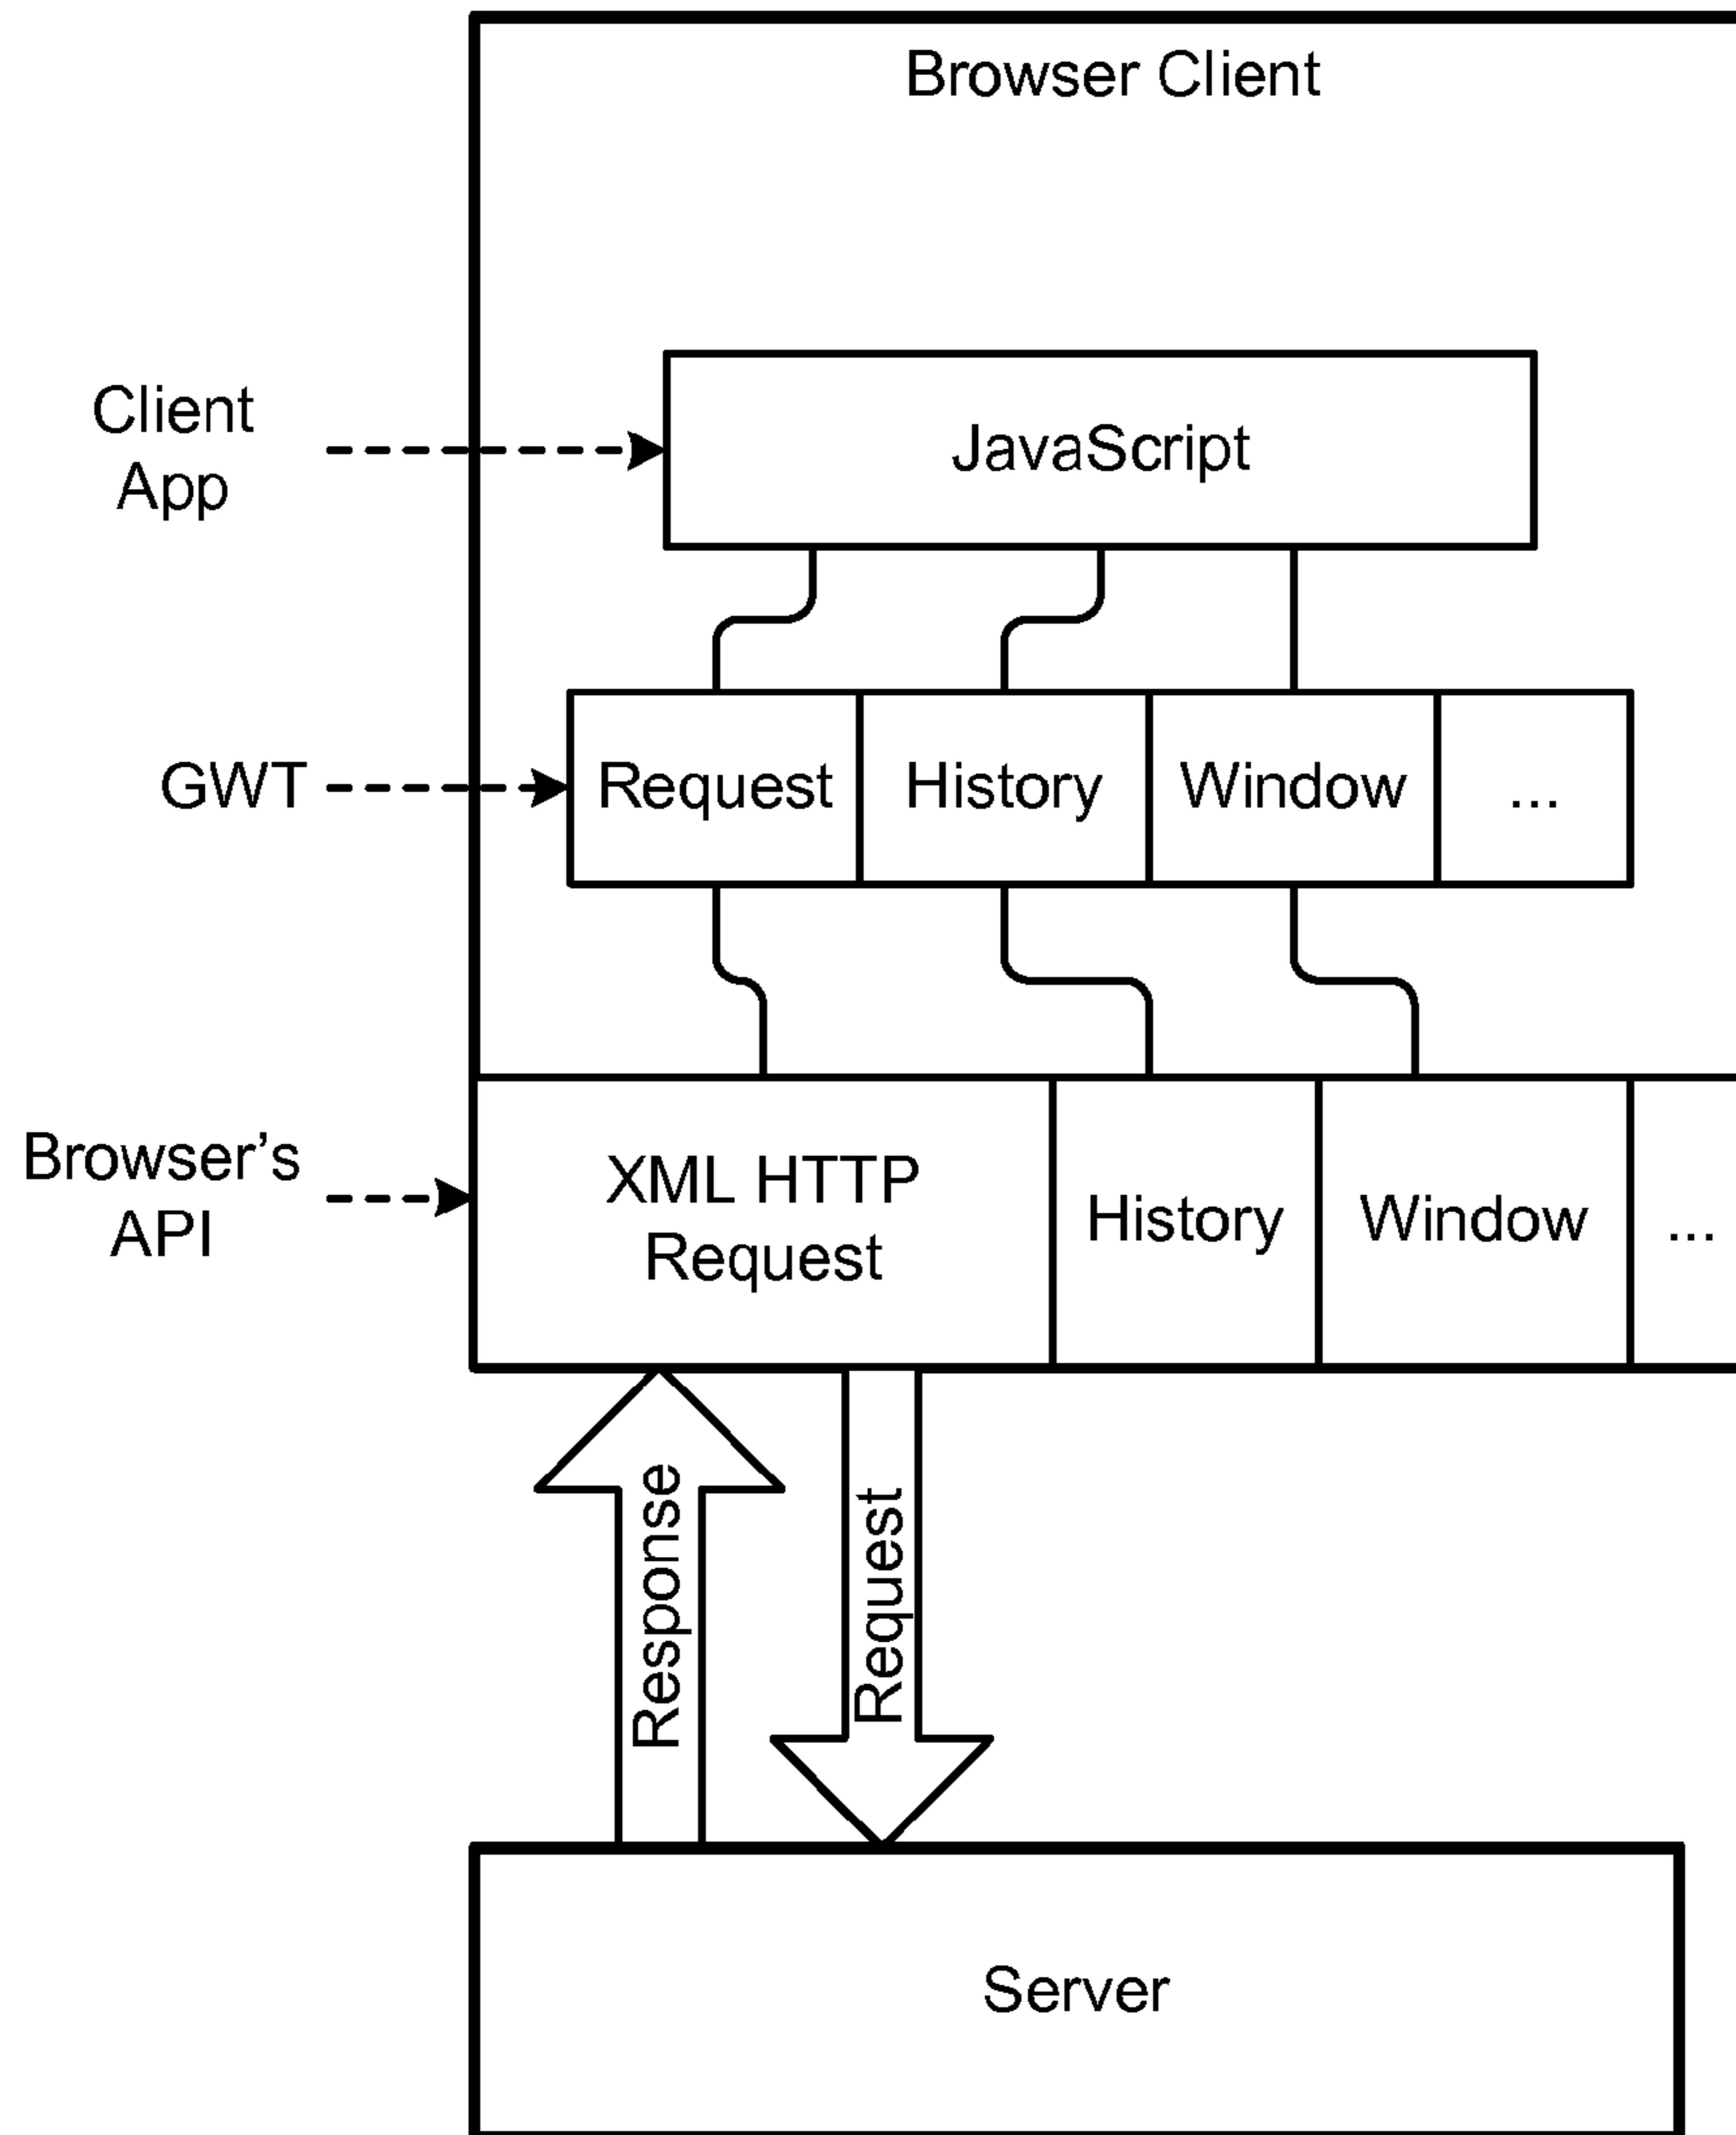 Browser Client
Client
App
JavaScript
GWT
Request
History
Window
...
Browser’s
API
XML HTTP
Request
History
Window
...
Response
Request
Server